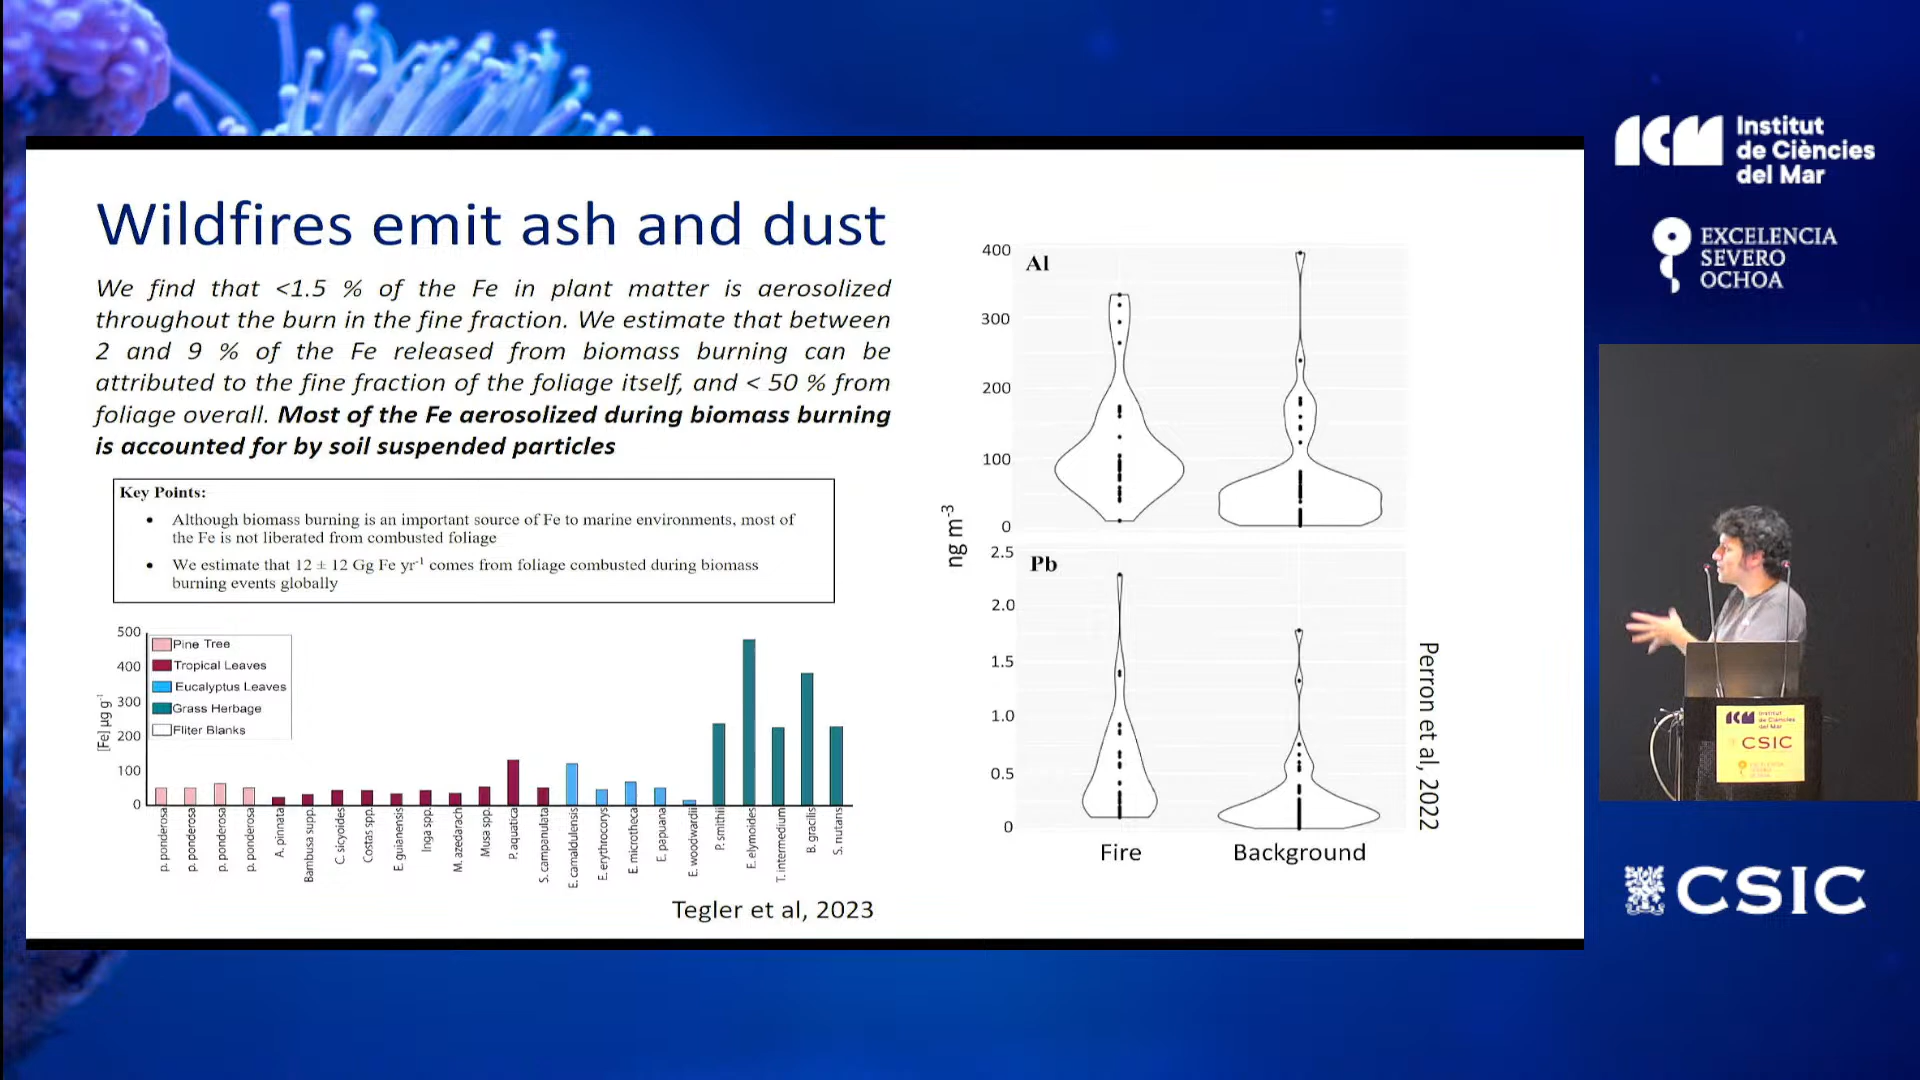 Wildfires emit ash and dust
We find that <1.5 % of the Fe in plant matter is aerosolized
throughout the burn in the fine fraction. We estimate that between
2 and 9 % of the Fe released from biomass burning can be
attributed to the fine fraction of the foliage itself, and < 50 % from
foliage overall. Most of the Fe aerosolized during biomass burning
is accounted for by soil suspended particles
Key Points:
• Although biomass burning is an important source of Fe to marine environments, most of
the Fe is not liberated from combusted foliage
• We estimate that 12 ± 12 Gg Fe yr⁻¹ comes from foliage combusted during biomass
burning events globally
[Fe] µg g⁻¹
500
400
300
200
100
0
Pine Tree
Tropical Leaves
Eucalyptus Leaves
Grass Herbage
Fliter Blanks
p. ponderosa
p. ponderosa
p. ponderosa
p. ponderosa
A. pinnata
Bambusa supp.
C. sicyoides
Costas spp.
E. guianensis
Inga spp.
M. azedarach
Musa spp.
P. aquatica
S. campanulata
E. camaldulensis
E. erythrocorys
E. microtheca
E. papuana
E. woodwardii
P. smithii
E. elymoides
T. intermedium
B. gracilis
S. nutans
Tegler et al, 2023
ng m⁻³
Al
400
300
200
100
0
Pb
2.5
2.0
1.5
1.0
0.5
0
Fire Background
Perron et al, 2022
ICM
Institut
de Ciències
del Mar
EXCELENCIA
SEVERO
OCHOA
ICM
Institut
de Ciències
del Mar
CSIC
CSIC